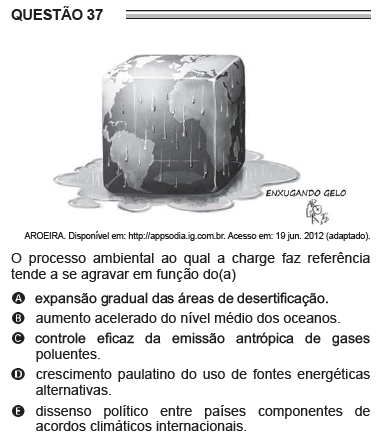 QUESTÃO 37
ENXUGANDO GELO
AROEIRA. Disponível em: http://appsodia.ig.com.br. Acesso em: 19 jun. 2012 (adaptado).
O processo ambiental ao qual a charge faz referência
tende a se agravar em função do(a)
A expansão gradual das áreas de desertificação.
B aumento acelerado do nível médio dos oceanos.
C controle eficaz da emissão antrópica de gases
poluentes.
D crescimento paulatino do uso de fontes energéticas
alternativas.
E dissenso político entre países componentes de
acordos climáticos internacionais.